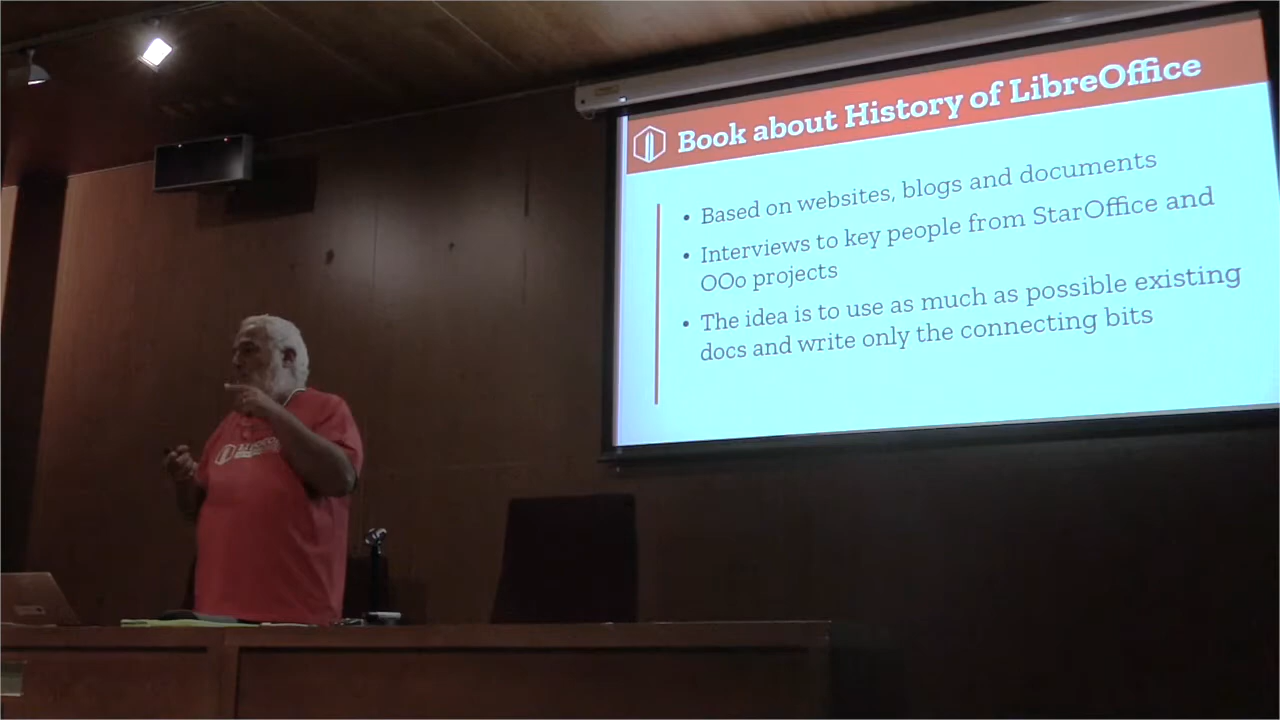 Book about History of LibreOffice
• Based on websites, blogs and documents
• Interviews to key people from StarOffice and
OOo projects
• The idea is to use as much as possible existing
docs and write only the connecting bits